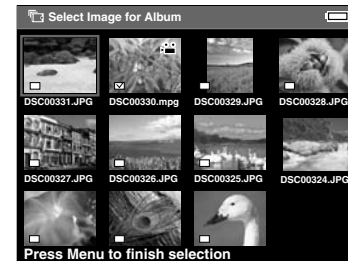 Select Image for Album
DSC00331.JPG DSC00330.mpg DSC00329.JPG DSC00328.JPG
DSC00327.JPG DSC00326.JPG DSC00325.JPG DSC00324.JPG
Press Menu to finish selection